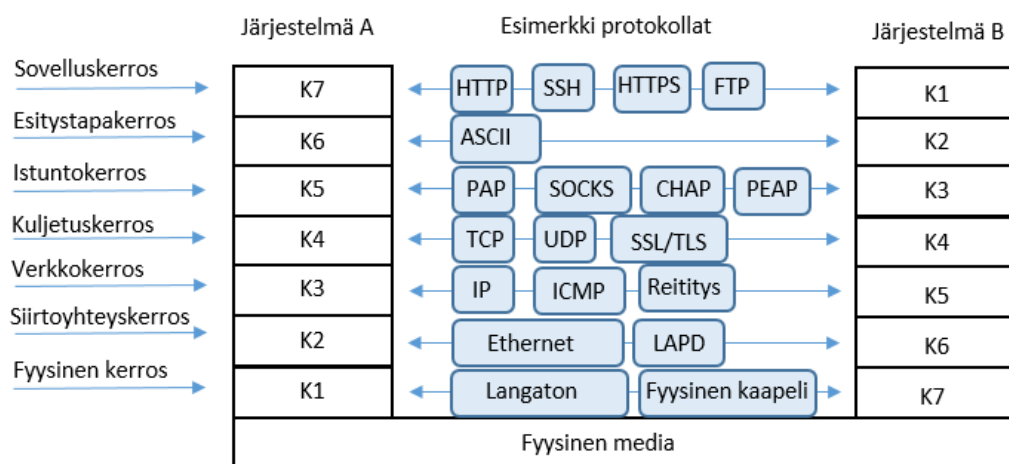 Järjestelmä A Esimerkki protokollat Järjestelmä B
Sovelluskerros K7 HTTP SSH HTTPS FTP K1
Esitystapakerros K6 ASCII K2
Istuntokerros K5 PAP SOCKS CHAP PEAP K3
Kuljetuskerros K4 TCP UDP SSL/TLS K4
Verkkokerros K3 IP ICMP Reititys K5
Siirtoyhteyskerros K2 Ethernet LAPD K6
Fyysinen kerros K1 Langaton Fyysinen kaapeli K7
Fyysinen media